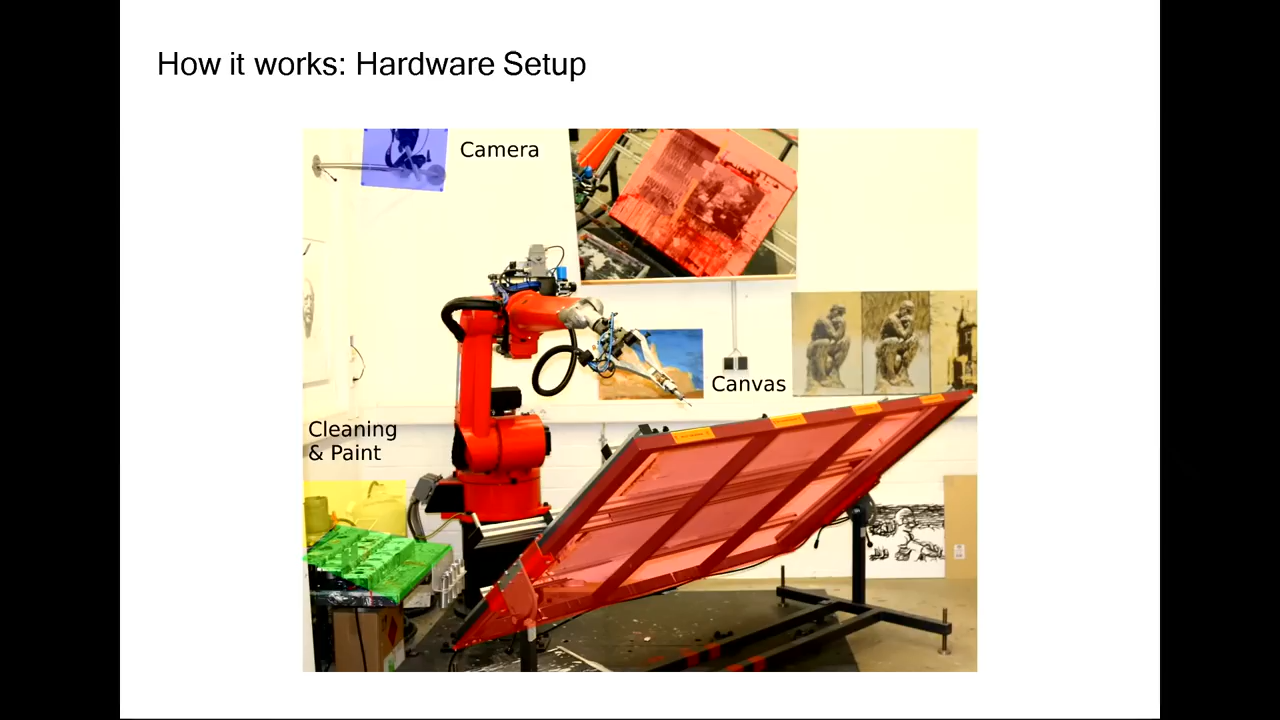 How it works: Hardware Setup
Camera
Canvas
Cleaning
& Paint